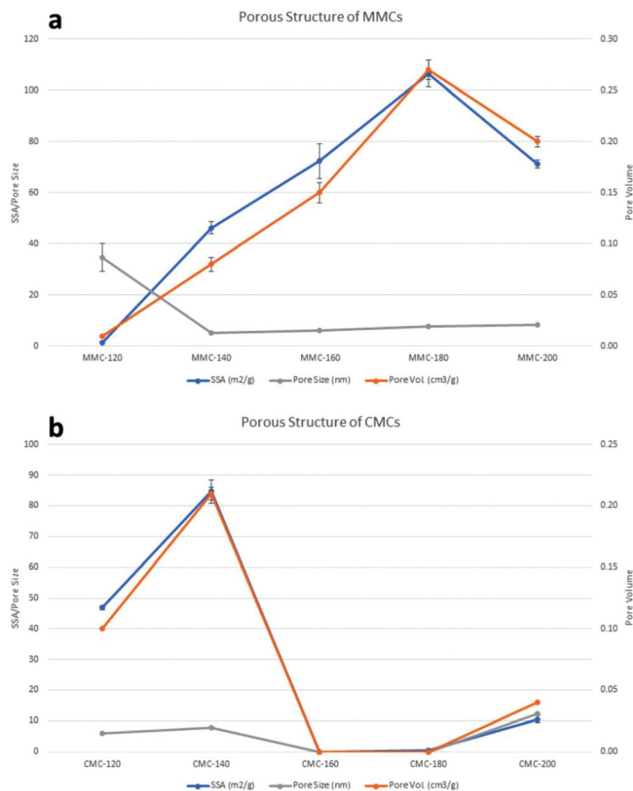 a
Porous Structure of MMCs
120
100
80
60
40
20
0
SSA/Pore Size
0.30
0.25
0.20
0.15
0.10
0.05
0.00
Pore Volume
MMC-120 MMC-140 MMC-160 MMC-180 MMC-200
SSA (m2/g) Pore Size (nm) Pore Vol. (cm3/g)
b
Porous Structure of CMCs
100
90
80
70
60
50
40
30
20
10
0
SSA/Pore Size
0.25
0.20
0.15
0.10
0.05
0.00
Pore Volume
CMC-120 CMC-140 CMC-160 CMC-180 CMC-200
SSA (m2/g) Pore Size (nm) Pore Vol. (cm3/g)